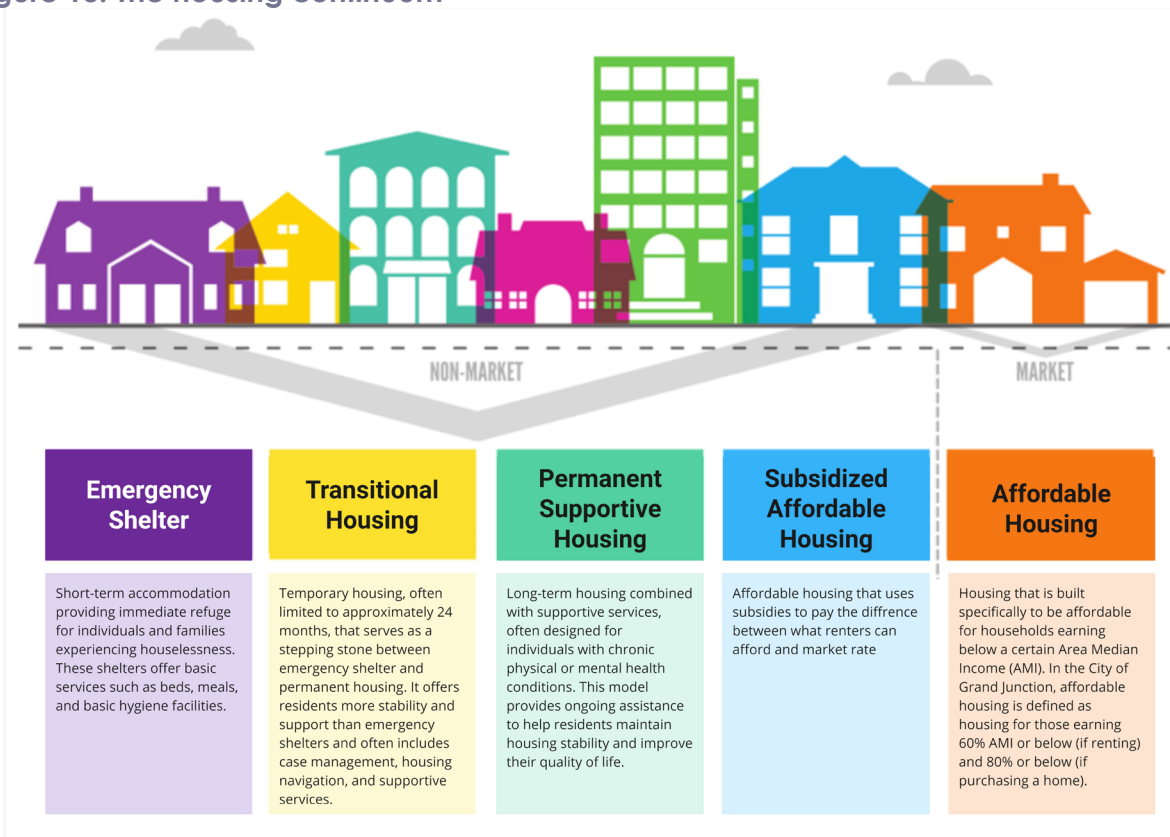 NON-MARKET
MARKET
Emergency
Shelter
Short-term accommodation
providing immediate refuge
for individuals and families
experiencing houselessness.
These shelters offer basic
services such as beds, meals,
and basic hygiene facilities.
Transitional
Housing
Temporary housing, often
limited to approximately 24
months, that serves as a
stepping stone between
emergency shelter and
permanent housing. It offers
residents more stability and
support than emergency
shelters and often includes
case management, housing
navigation, and supportive
services.
Permanent
Supportive
Housing
Long-term housing combined
with supportive services,
often designed for
individuals with chronic
physical or mental health
conditions. This model
provides ongoing assistance
to help residents maintain
housing stability and improve
their quality of life.
Subsidized
Affordable
Housing
Affordable housing that uses
subsidies to pay the diffrence
between what renters can
afford and market rate
Affordable
Housing
Housing that is built
specifically to be affordable
for households earning
below a certain Area Median
Income (AMI). In the City of
Grand Junction, affordable
housing is defined as
housing for those earning
60% AMI or below (if renting)
and 80% or below (if
purchasing a home).